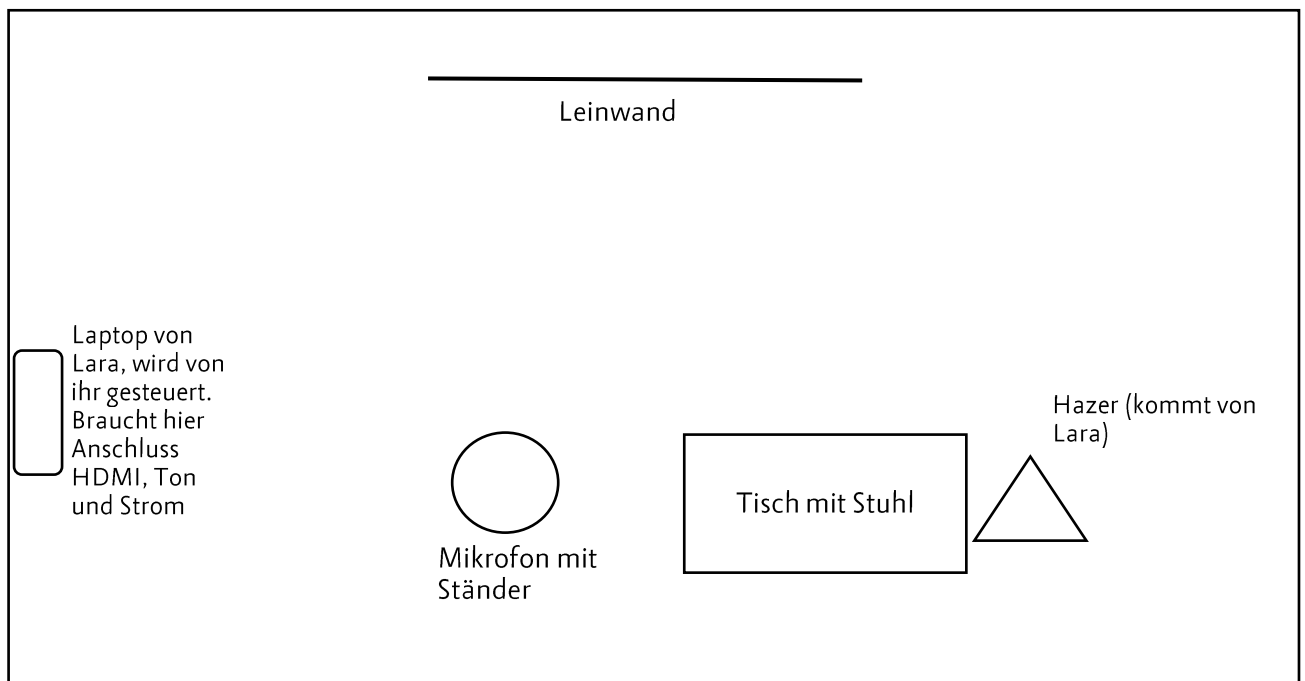 Leinwand
Laptop von
Lara, wird von
ihr gesteuert.
Braucht hier
Anschluss
HDMI, Ton
und Strom
Hazer (kommt von
Lara)
Tisch mit Stuhl
Mikrofon mit
Ständer